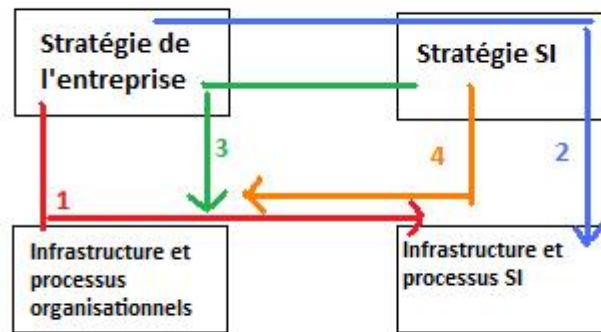 Stratégie de
l'entreprise
Stratégie SI
3
4
2
1
Infrastructure et
processus
organisationnels
Infrastructure et
processus SI